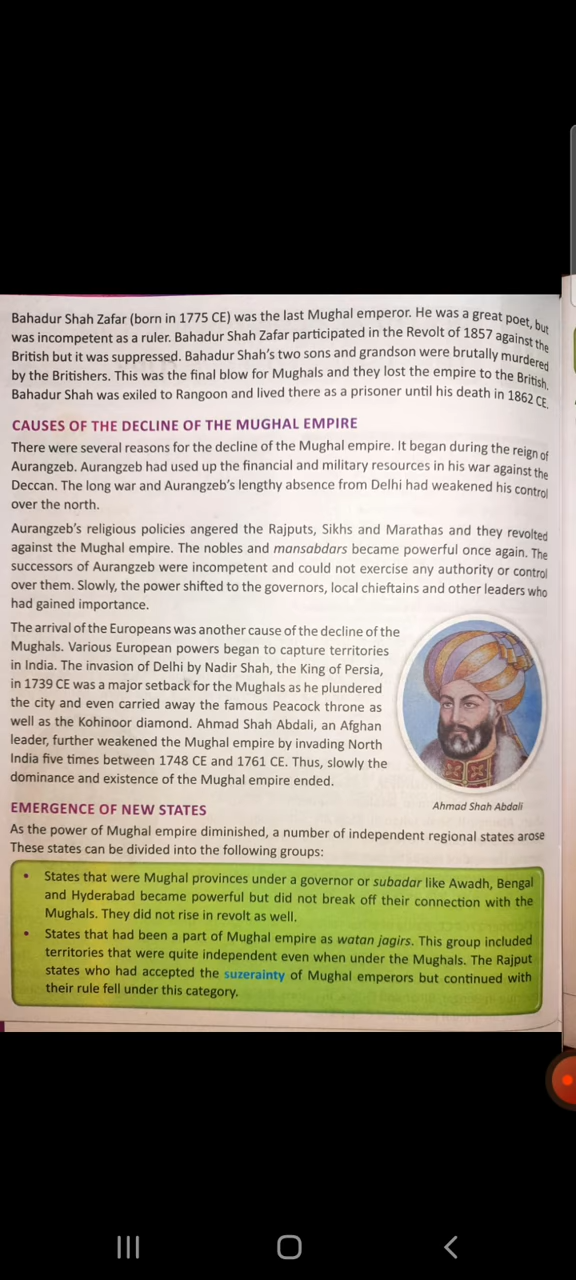 Bahadur Shah Zafar (born in 1775 CE) was the last Mughal emperor. He was a great poet, but
was incompetent as a ruler. Bahadur Shah Zafar participated in the Revolt of 1857 against the
British but it was suppressed. Bahadur Shah's two sons and grandson were brutally murdered
by the Britishers. This was the final blow for Mughals and they lost the empire to the British.
Bahadur Shah was exiled to Rangoon and lived there as a prisoner until his death in 1862 CE.
CAUSES OF THE DECLINE OF THE MUGHAL EMPIRE
There were several reasons for the decline of the Mughal empire. It began during the reign of
Aurangzeb. Aurangzeb had used up the financial and military resources in his war against the
Deccan. The long war and Aurangzeb's lengthy absence from Delhi had weakened his control
over the north.
Aurangzeb's religious policies angered the Rajputs, Sikhs and Marathas and they revolted
against the Mughal empire. The nobles and mansabdars became powerful once again. The
successors of Aurangzeb were incompetent and could not exercise any authority or control
over them. Slowly, the power shifted to the governors, local chieftains and other leaders who
had gained importance.
The arrival of the Europeans was another cause of the decline of the
Mughals. Various European powers began to capture territories
in India. The invasion of Delhi by Nadir Shah, the King of Persia,
in 1739 CE was a major setback for the Mughals as he plundered
the city and even carried away the famous Peacock throne as
well as the Kohinoor diamond. Ahmad Shah Abdali, an Afghan
leader, further weakened the Mughal empire by invading North
India five times between 1748 CE and 1761 CE. Thus, slowly the
dominance and existence of the Mughal empire ended.
Ahmad Shah Abdali
EMERGENCE OF NEW STATES
As the power of Mughal empire diminished, a number of independent regional states arose
These states can be divided into the following groups:
• States that were Mughal provinces under a governor or subadar like Awadh, Bengal
and Hyderabad became powerful but did not break off their connection with the
Mughals. They did not rise in revolt as well.
• States that had been a part of Mughal empire as watan jagirs. This group included
territories that were quite independent even when under the Mughals. The Rajput
states who had accepted the suzerainty of Mughal emperors but continued with
their rule fell under this category.